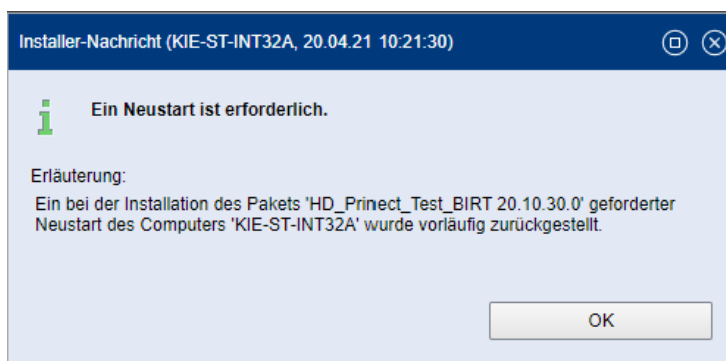 Installer-Nachricht (KIE-ST-INT32A, 20.04.21 10:21:30)
Ein Neustart ist erforderlich.
Erläuterung:
Ein bei der Installation des Pakets 'HD_Prinect_Test_BIRT 20.10.30.0' geforderter
Neustart des Computers 'KIE-ST-INT32A' wurde vorläufig zurückgestellt.
OK